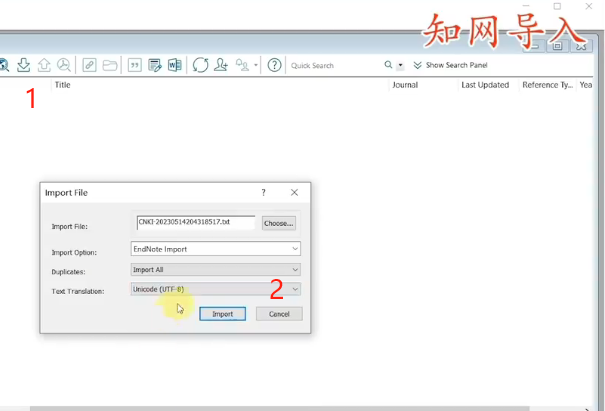 知网导入
Quick Search
Show Search Panel
1
Title
Journal
Last Updated
Reference Ty...
Yea
Import File
?
Import File:
CNKI-20230514204318517.txt
Choose...
Import Option:
EndNote Import
Duplicates:
Import All
Text Translation:
Unicode (UTF-8)
2
Import
Cancel